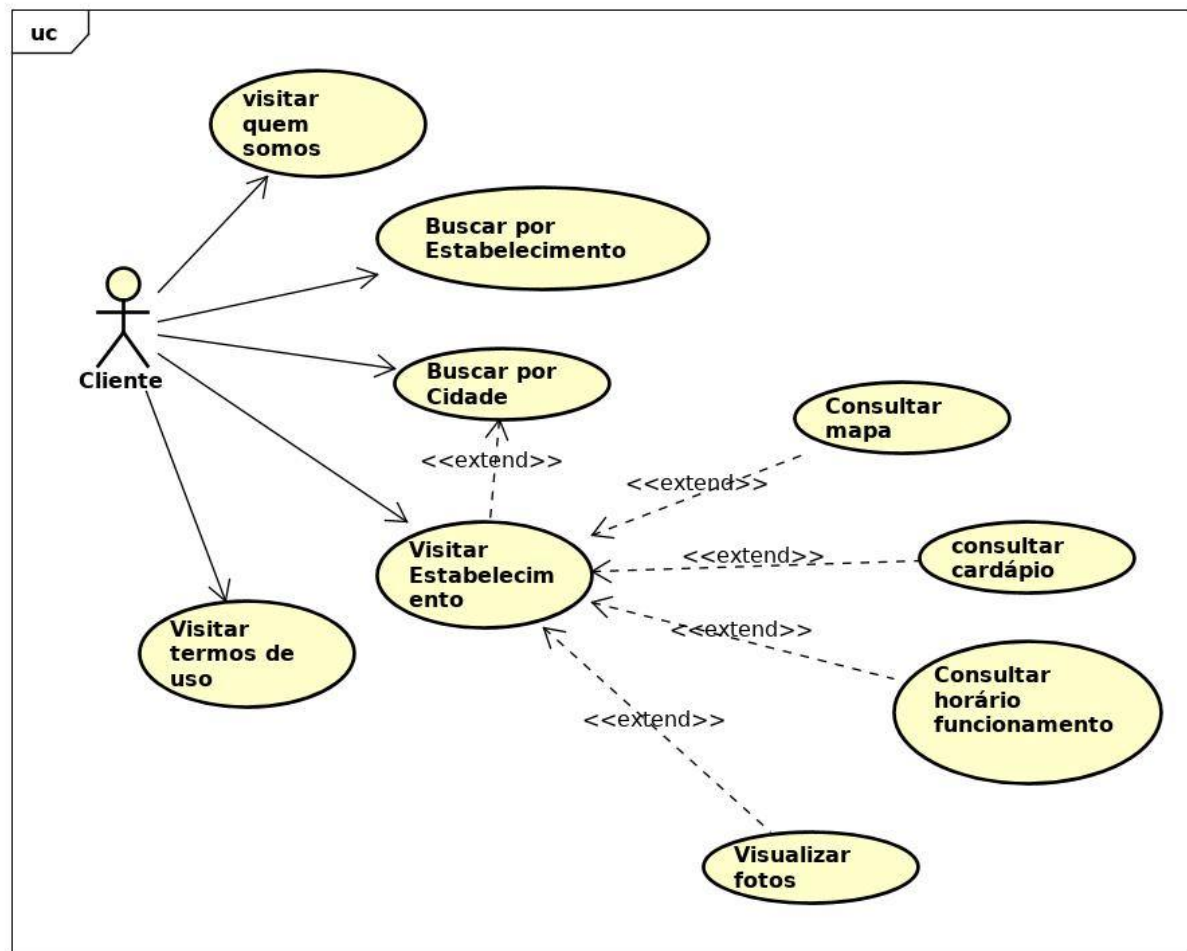 uc
visitar
quem
somos
Buscar por
Estabelecimento
Cliente
Buscar por
Cidade
Consultar
mapa
<<extend>>
<<extend>>
Visitar
Estabelecim
ento
<<extend>>
consultar
cardápio
Visitar
termos de
uso
<<extend>>
Consultar
horário
funcionamento
<<extend>>
Visualizar
fotos